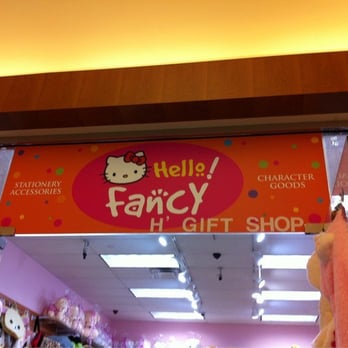 STATIONERY
ACCESSORIES
Hello!
Fancy
CHARACTER
GOODS
H' GIFT SHOP